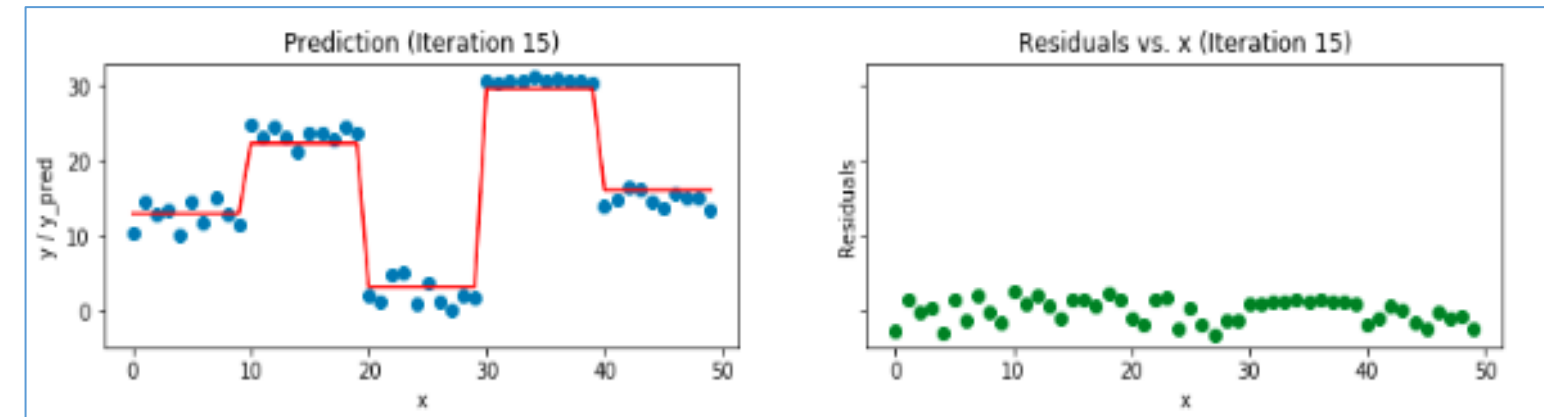 Prediction (Iteration 15)
y / y_pred
30
20
10
0
0 10 20 30 40 50
x
Residuals vs. x (Iteration 15)
Residuals
0 10 20 30 40 50
x